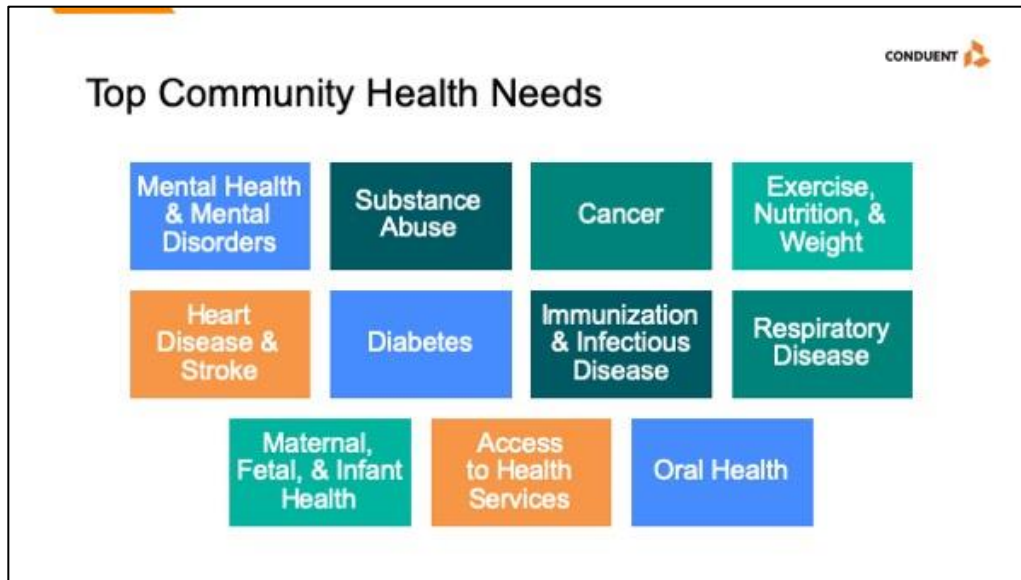 CONDUENT
Top Community Health Needs
Mental Health
& Mental
Disorders
Substance
Abuse
Cancer
Exercise,
Nutrition, &
Weight
Heart
Disease &
Stroke
Diabetes
Immunization
& Infectious
Disease
Respiratory
Disease
Maternal,
Fetal, & Infant
Health
Access
to Health
Services
Oral Health